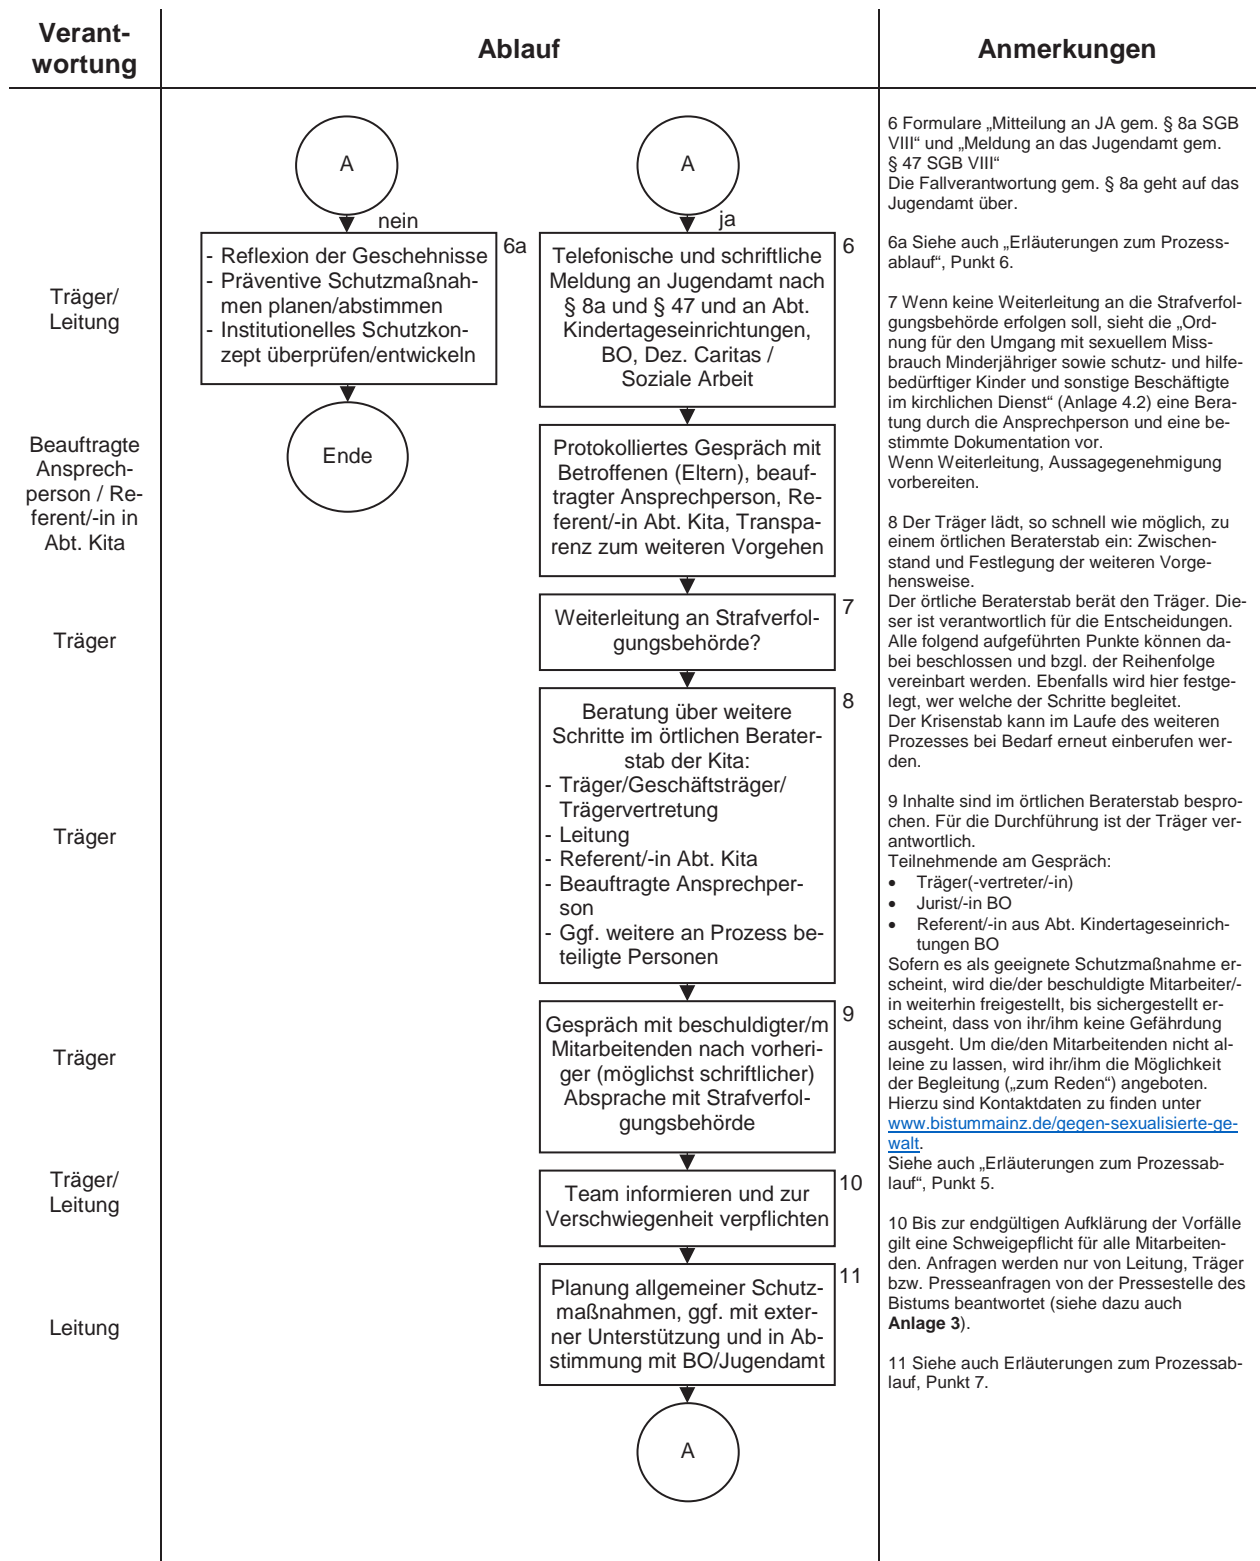 Verant-
wortung
Ablauf
Anmerkungen
A
nein
A
ja
Träger/
Leitung
- Reflexion der Geschehnisse
- Präventive Schutzmaßnah-
men planen/abstimmen
- Institutionelles Schutzkon-
zept überprüfen/entwickeln
6a
Ende
Telefonische und schriftliche
Meldung an Jugendamt nach
§ 8a und § 47 und an Abt.
Kindertageseinrichtungen,
BO, Dez. Caritas /
Soziale Arbeit
6
Beauftragte
Ansprech-
person / Re-
ferent/-in in
Abt. Kita
Protokolliertes Gespräch mit
Betroffenen (Eltern), beauf-
tragter Ansprechperson, Re-
ferent/-in Abt. Kita, Transpa-
renz zum weiteren Vorgehen
Träger
Weiterleitung an Strafverfol-
gungsbehörde?
7
Träger
Beratung über weitere
Schritte im örtlichen Berater-
stab der Kita:
- Träger/Geschäftsträger/
Trägervertretung
- Leitung
- Referent/-in Abt. Kita
- Beauftragte Ansprechper-
son
- Ggf. weitere an Prozess be-
teiligte Personen
8
Träger
Gespräch mit beschuldigter/m
Mitarbeitenden nach vorheri-
ger (möglichst schriftlicher)
Absprache mit Strafverfol-
gungsbehörde
9
Träger/
Leitung
Team informieren und zur
Verschwiegenheit verpflichten
10
Leitung
Planung allgemeiner Schutz-
maßnahmen, ggf. mit exter-
ner Unterstützung und in Ab-
stimmung mit BO/Jugendamt
11
A
6 Formulare „Mitteilung an JA gem. § 8a SGB
VIII“ und „Meldung an das Jugendamt gem.
§ 47 SGB VIII“
Die Fallverantwortung gem. § 8a geht auf das
Jugendamt über.
6a Siehe auch „Erläuterungen zum Prozess-
ablauf“, Punkt 6.
7 Wenn keine Weiterleitung an die Strafverfol-
gungsbehörde erfolgen soll, sieht die „Ord-
nung für den Umgang mit sexuellem Miss-
brauch Minderjähriger sowie schutz- und hilfe-
bedürftiger Kinder und sonstige Beschäftigte
im kirchlichen Dienst“ (Anlage 4.2) eine Bera-
tung durch die Ansprechperson und eine be-
stimmte Dokumentation vor.
Wenn Weiterleitung, Aussagegenehmigung
vorbereiten.
8 Der Träger lädt, so schnell wie möglich, zu
einem örtlichen Beraterstab ein: Zwischen-
stand und Festlegung der weiteren Vorge-
hensweise.
Der örtliche Beraterstab berät den Träger. Die-
ser ist verantwortlich für die Entscheidungen.
Alle folgend aufgeführten Punkte können da-
bei beschlossen und bzgl. der Reihenfolge
vereinbart werden. Ebenfalls wird hier festge-
legt, wer welche der Schritte begleitet.
Der Krisenstab kann im Laufe des weiteren
Prozesses bei Bedarf erneut einberufen wer-
den.
9 Inhalte sind im örtlichen Beraterstab bespro-
chen. Für die Durchführung ist der Träger ver-
antwortlich.
Teilnehmende am Gespräch:
• Träger(-vertreter/-in)
• Jurist/-in BO
• Referent/-in aus Abt. Kindertageseinrich-
tungen BO
Sofern es als geeignete Schutzmaßnahme er-
scheint, wird die/der beschuldigte Mitarbeiter/-
in weiterhin freigestellt, bis sichergestellt er-
scheint, dass von ihr/ihm keine Gefährdung
ausgeht. Um die/den Mitarbeitenden nicht al-
leine zu lassen, wird ihr/ihm die Möglichkeit
der Begleitung („zum Reden“) angeboten.
Hierzu sind Kontaktdaten zu finden unter
www.bistummainz.de/gegen-sexualisierte-ge-
walt.
Siehe auch „Erläuterungen zum Prozessab-
lauf“, Punkt 5.
10 Bis zur endgültigen Aufklärung der Vorfälle
gilt eine Schweigepflicht für alle Mitarbeiten-
den. Anfragen werden nur von Leitung, Träger
bzw. Presseanfragen von der Pressestelle des
Bistums beantwortet (siehe dazu auch
Anlage 3).
11 Siehe auch Erläuterungen zum Prozessab-
lauf, Punkt 7.